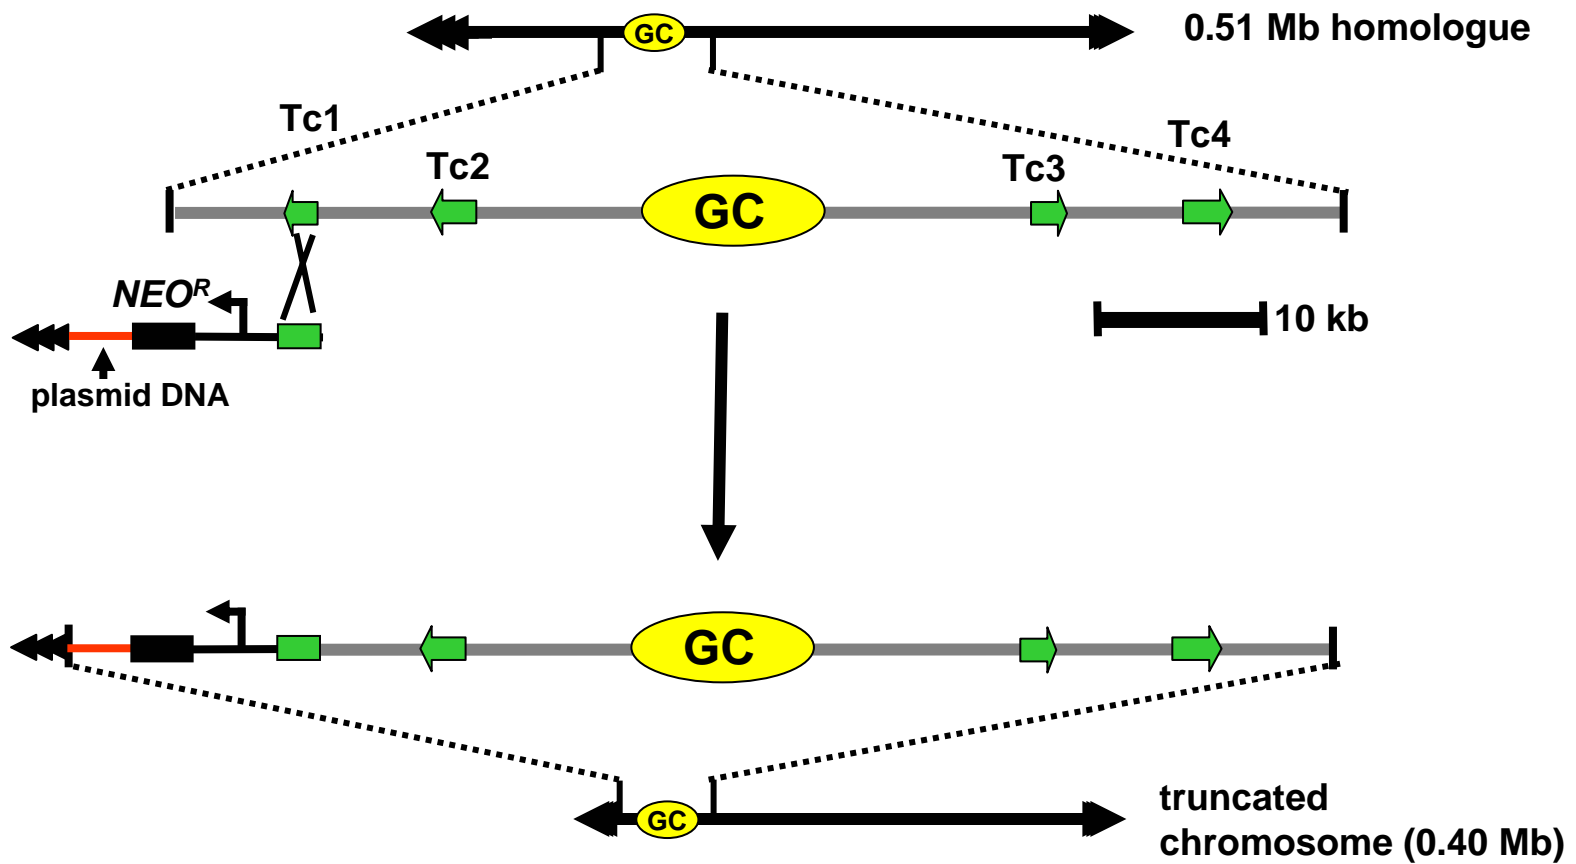 GC
0.51 Mb homologue
Tc1
Tc2
Tc3
Tc4
GC
NEOR
10 kb
plasmid DNA
GC
GC
truncated
chromosome (0.40 Mb)